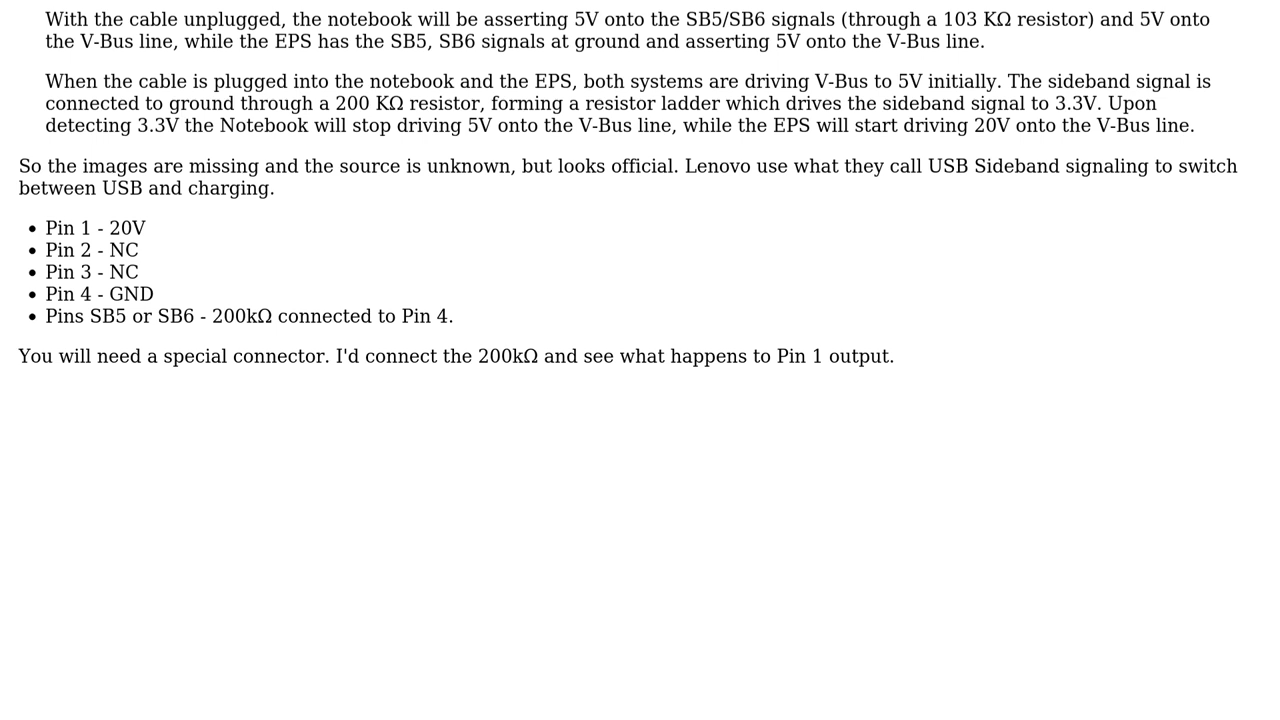 With the cable unplugged, the notebook will be asserting 5V onto the SB5/SB6 signals (through a 103 KΩ resistor) and 5V onto
the V-Bus line, while the EPS has the SB5, SB6 signals at ground and asserting 5V onto the V-Bus line.
When the cable is plugged into the notebook and the EPS, both systems are driving V-Bus to 5V initially. The sideband signal is
connected to ground through a 200 KΩ resistor, forming a resistor ladder which drives the sideband signal to 3.3V. Upon
detecting 3.3V the Notebook will stop driving 5V onto the V-Bus line, while the EPS will start driving 20V onto the V-Bus line.
So the images are missing and the source is unknown, but looks official. Lenovo use what they call USB Sideband signaling to switch
between USB and charging.
• Pin 1 - 20V
• Pin 2 - NC
• Pin 3 - NC
• Pin 4 - GND
• Pins SB5 or SB6 - 200kΩ connected to Pin 4.
You will need a special connector. I'd connect the 200kΩ and see what happens to Pin 1 output.